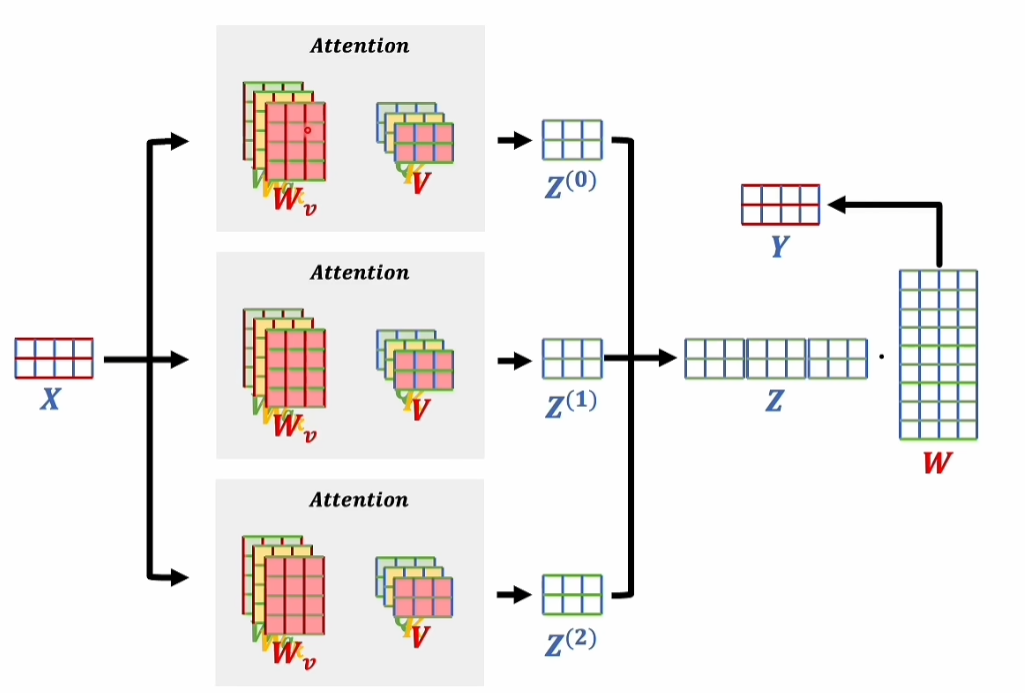 Attention
W_v
V
Z^(0)
Y
Attention
X
W_v
V
Z^(1)
Z
W
Attention
W_v
V
Z^(2)